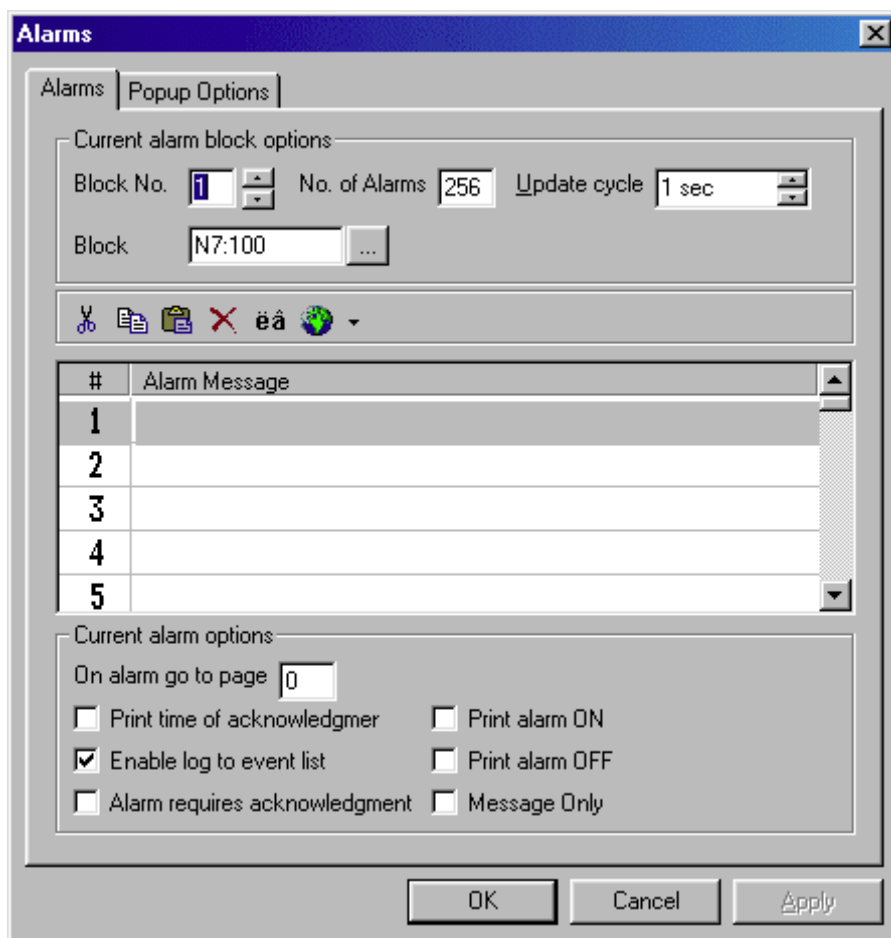 Alarms
Alarms Popup Options
Current alarm block options
Block No. 1 No. of Alarms 256 Update cycle 1 sec
Block N7:100 ...
ëâ
# Alarm Message
1
2
3
4
5
Current alarm options
On alarm go to page 0
Print time of acknowledgmer Print alarm ON
Enable log to event list Print alarm OFF
Alarm requires acknowledgment Message Only
OK Cancel Apply